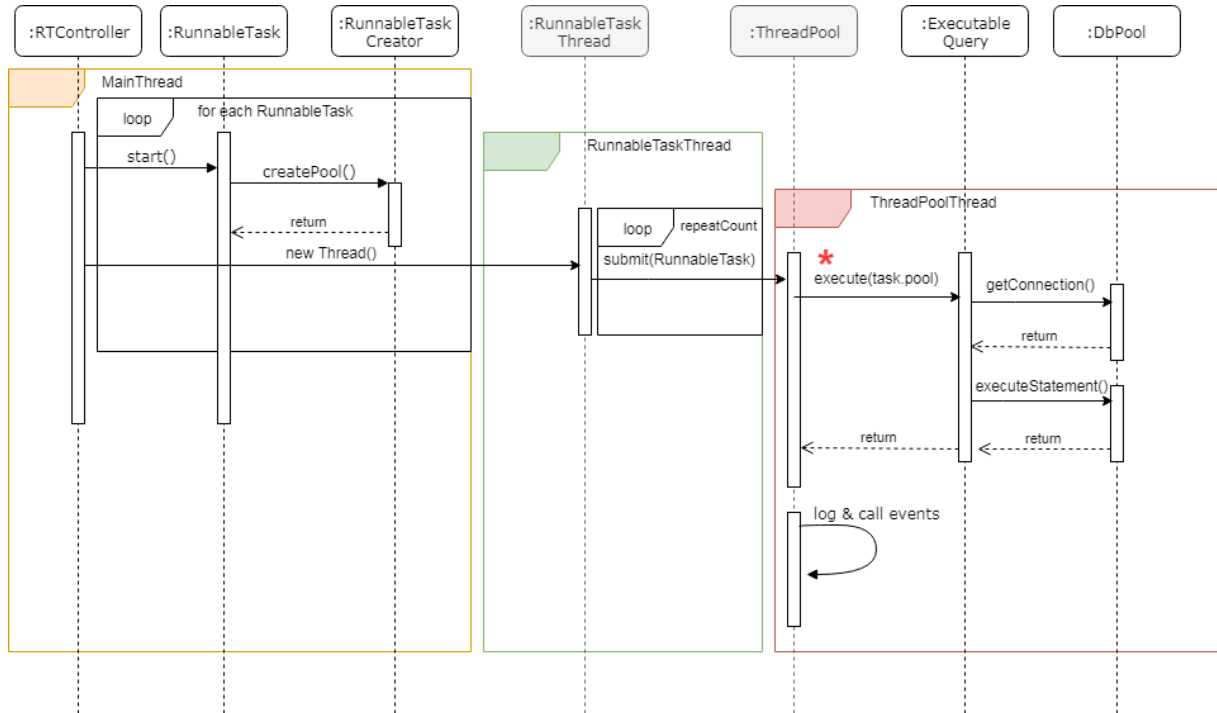 :RTController
:RunnableTask
:RunnableTask
Creator
:RunnableTask
Thread
:ThreadPool
:Executable
Query
:DbPool
MainThread
loop
for each RunnableTask
start()
createPool()
return
new Thread()
RunnableTaskThread
loop
repeatCount
submit(RunnableTask)
ThreadPoolThread
*
execute(task.pool)
getConnection()
return
executeStatement()
return
return
log & call events